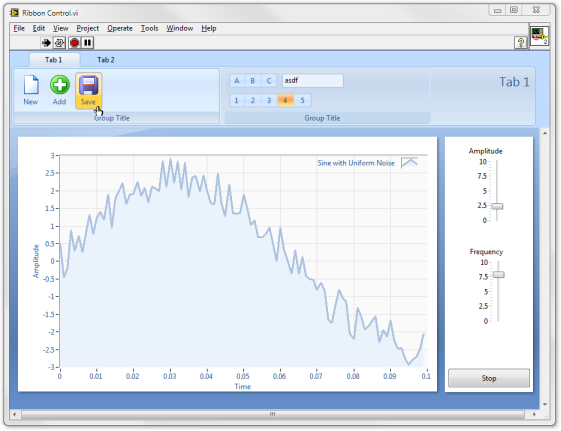 Ribbon Control.vi
File Edit View Project Operate Tools Window Help
?
2
Tab 1 Tab 2
New Add Save
Group Title
A B C asdf
1 2 3 4 5
Group Title
Tab 1
Sine with Uniform Noise
Amplitude
3
2.5
2
1.5
1
0.5
0
-0.5
-1
-1.5
-2
-2.5
-3
0 0.01 0.02 0.03 0.04 0.05 0.06 0.07 0.08 0.09 0.1
Time
Amplitude
10
7.5
5
2.5
0
Frequency
10
7.5
5
2.5
0
Stop